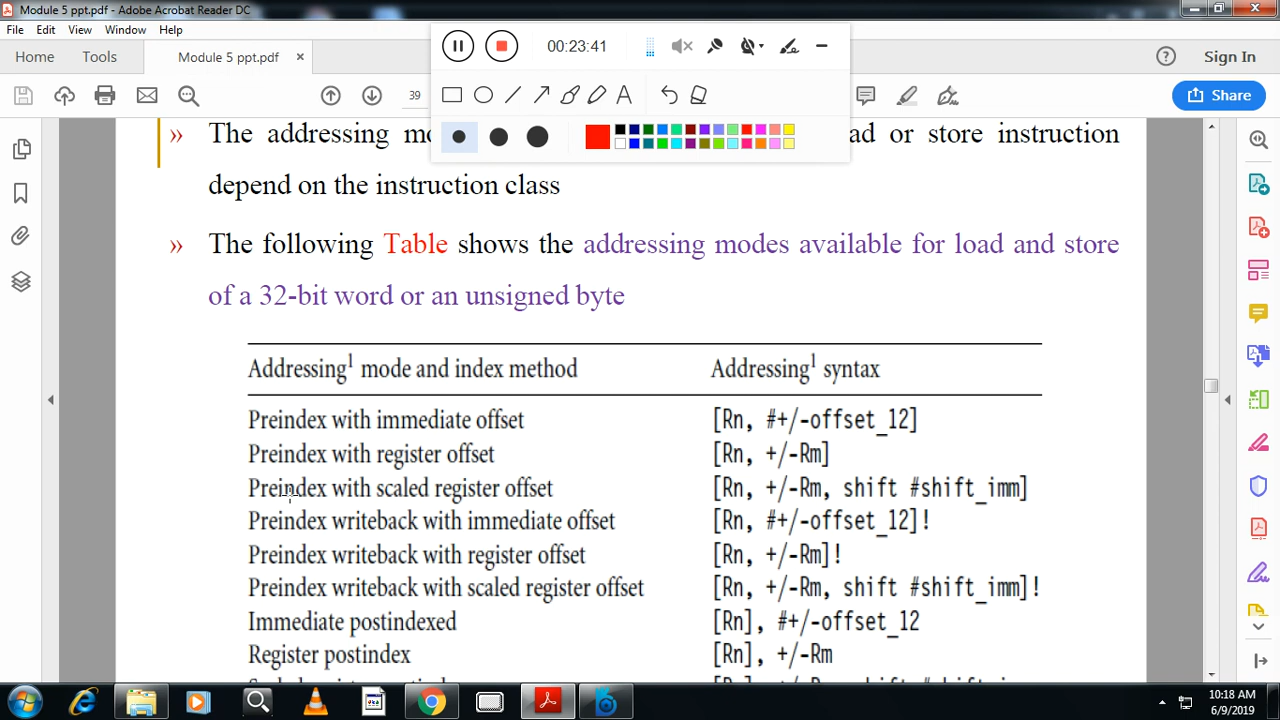 Module 5 ppt.pdf - Adobe Acrobat Reader DC
File Edit View Window Help
Home Tools Module 5 ppt.pdf × 00:23:41 Sign In
39 Share
» The addressing mo ad or store instruction
depend on the instruction class
» The following Table shows the addressing modes available for load and store
of a 32-bit word or an unsigned byte
Addressing1 mode and index method Addressing1 syntax
Preindex with immediate offset [Rn, #+/-offset_12]
Preindex with register offset [Rn, +/-Rm]
Preindex with scaled register offset [Rn, +/-Rm, shift #shift_imm]
Preindex writeback with immediate offset [Rn, #+/-offset_12]!
Preindex writeback with register offset [Rn, +/-Rm]!
Preindex writeback with scaled register offset [Rn, +/-Rm, shift #shift_imm]!
Immediate postindexed [Rn], #+/-offset_12
Register postindex [Rn], +/-Rm
10:18 AM
6/9/2019